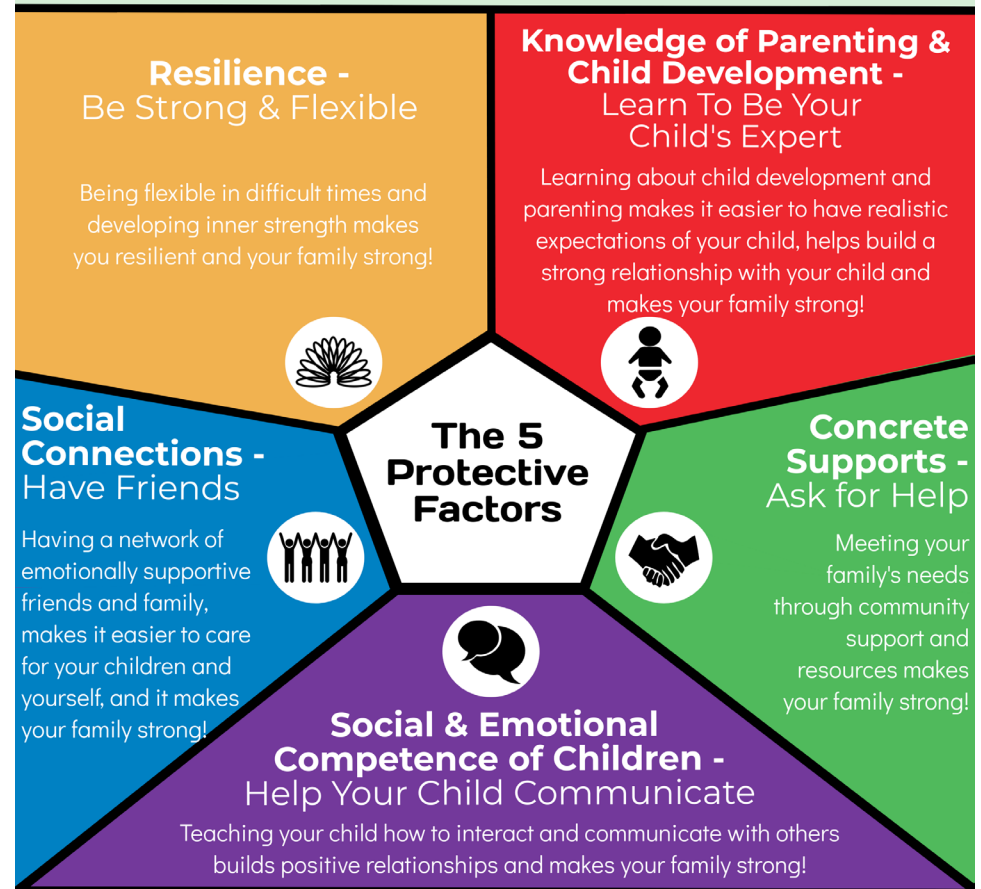 Resilience -
Be Strong & Flexible
Being flexible in difficult times and
developing inner strength makes
you resilient and your family strong!
Knowledge of Parenting &
Child Development -
Learn To Be Your
Child's Expert
Learning about child development and
parenting makes it easier to have realistic
expectations of your child, helps build a
strong relationship with your child and
makes your family strong!
The 5
Protective
Factors
Social
Connections -
Have Friends
Having a network of
emotionally supportive
friends and family,
makes it easier to care
for your children and
yourself, and it makes
your family strong!
Concrete
Supports -
Ask for Help
Meeting your
family's needs
through community
support and
resources makes
your family strong!
Social & Emotional
Competence of Children -
Help Your Child Communicate
Teaching your child how to interact and communicate with others
builds positive relationships and makes your family strong!